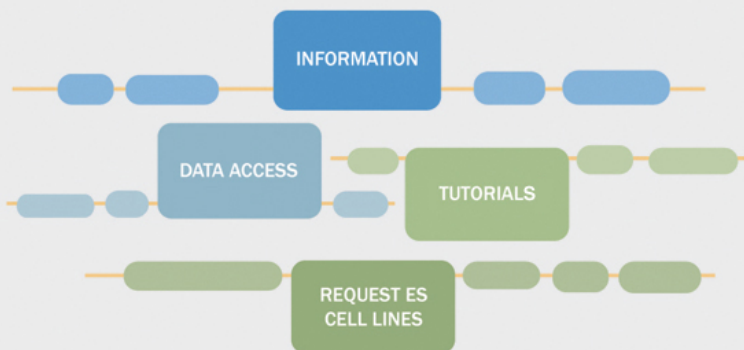 INFORMATION
DATA ACCESS
TUTORIALS
REQUEST ES
CELL LINES